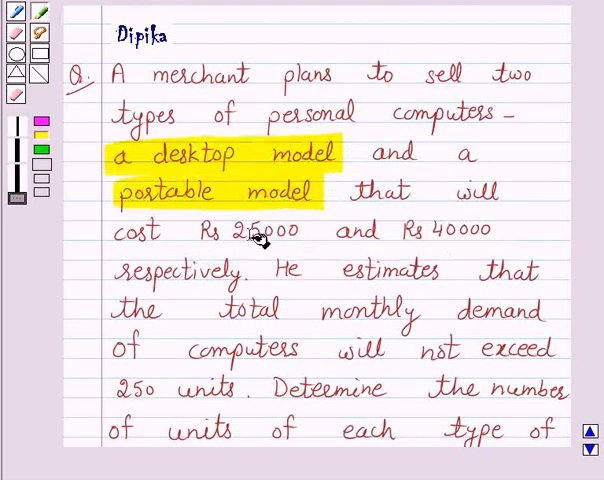 Dipika
Q. A merchant plans to sell two
types of personal computers -
a desktop model and a
portable model that will
cost Rs 25000 and Rs 40000
respectively. He estimates that
the total monthly demand
of computers will not exceed
250 units. Determine the number
of units of each type of